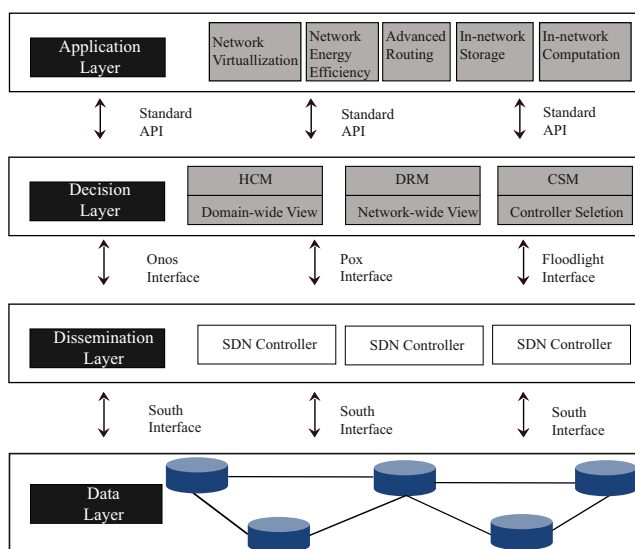 Application Layer
Network Virtuallization
Network Energy Efficiency
Advanced Routing
In-network Storage
In-network Computation
Standard API
Standard API
Standard API
Decision Layer
HCM
Domain-wide View
DRM
Network-wide View
CSM
Controller Seletion
Onos Interface
Pox Interface
Floodlight Interface
Dissemination Layer
SDN Controller
SDN Controller
SDN Controller
South Interface
South Interface
South Interface
Data Layer